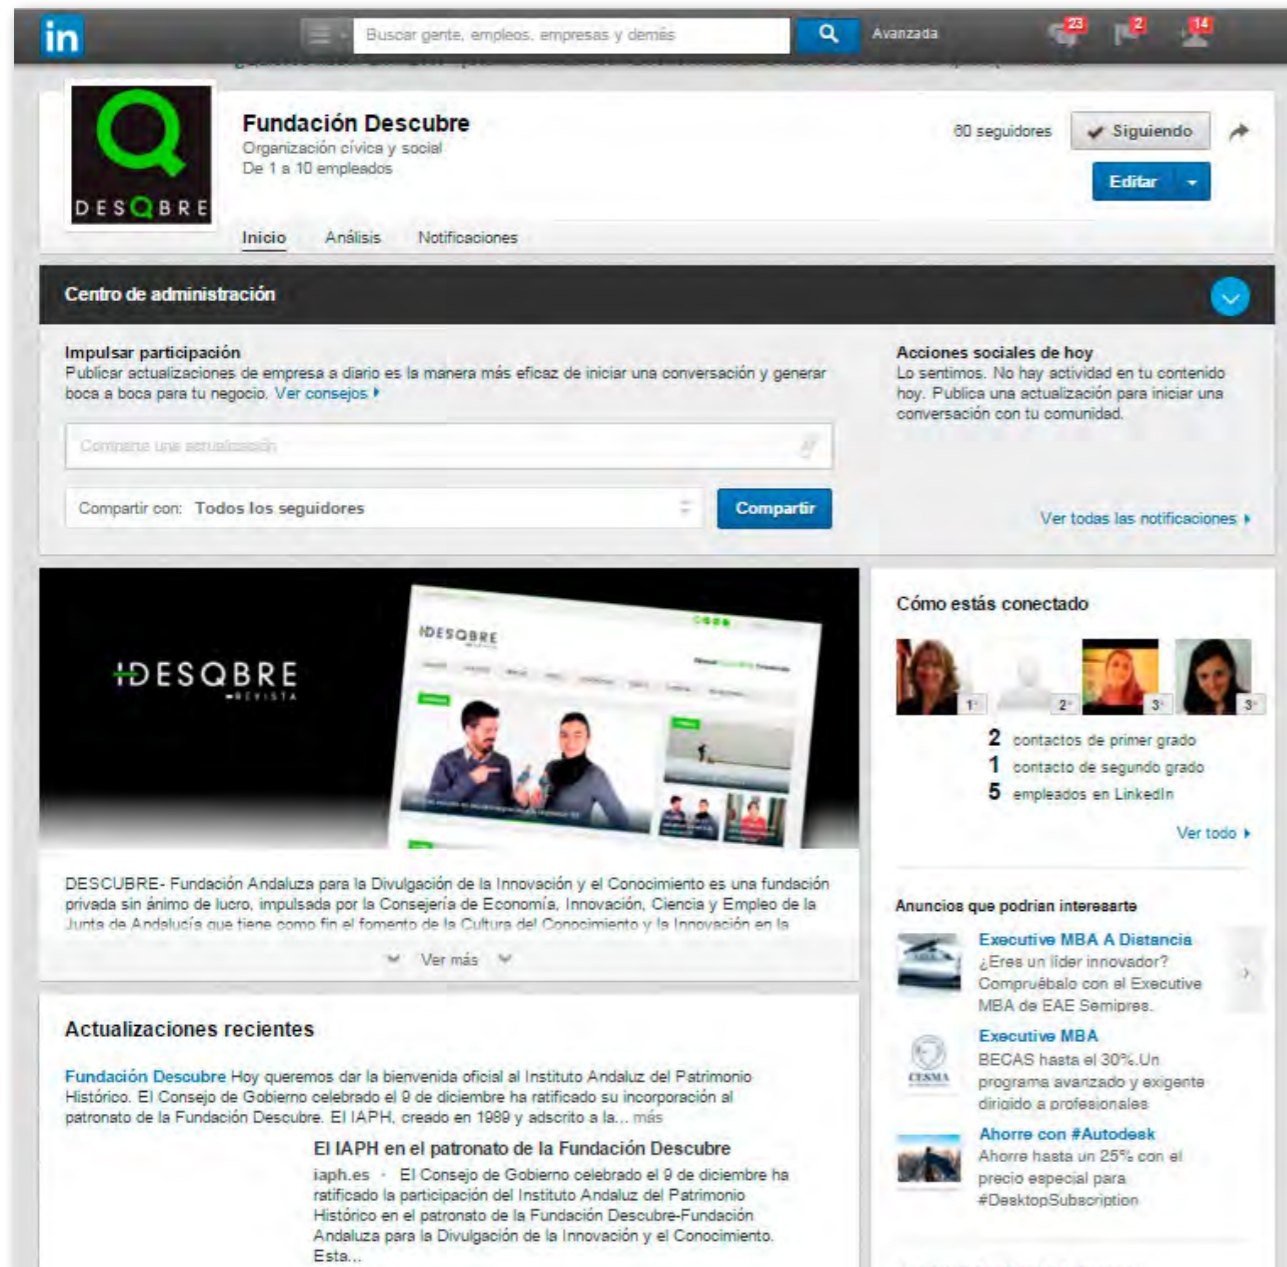 in
Buscar gente, empleos, empresas y demás
Avanzada
23
2
14
DESQBRE
Fundación Descubre
Organización cívica y social
De 1 a 10 empleados
60 seguidores
Siguiendo
Editar
Inicio Análisis Notificaciones
Centro de administración
Impulsar participación
Publicar actualizaciones de empresa a diario es la manera más eficaz de iniciar una conversación y generar
boca a boca para tu negocio. Ver consejos
Comparte una actualización
Compartir con: Todos los seguidores
Compartir
Acciones sociales de hoy
Lo sentimos. No hay actividad en tu contenido
hoy. Publica una actualización para iniciar una
conversación con tu comunidad.
Ver todas las notificaciones
+DESQBRE
REVISTA
DESQBRE
DESCUBRE- Fundación Andaluza para la Divulgación de la Innovación y el Conocimiento es una fundación
privada sin ánimo de lucro, impulsada por la Consejería de Economía, Innovación, Ciencia y Empleo de la
Junta de Andalucía que tiene como fin el fomento de la Cultura del Conocimiento y la Innovación en la
Ver más
Cómo estás conectado
1°
2°
3°
3°
2 contactos de primer grado
1 contacto de segundo grado
5 empleados en LinkedIn
Ver todo
Anuncios que podrían interesarte
Executive MBA A Distancia
¿Eres un líder innovador?
Compruébalo con el Executive
MBA de EAE Semipres.
Executive MBA
CESMA
BECAS hasta el 30%.Un
programa avanzado y exigente
dirigido a profesionales
Ahorre con #Autodesk
Ahorre hasta un 25% con el
precio especial para
#DesktopSubscription
Actualizaciones recientes
Fundación Descubre Hoy queremos dar la bienvenida oficial al Instituto Andaluz del Patrimonio
Histórico. El Consejo de Gobierno celebrado el 9 de diciembre ha ratificado su incorporación al
patronato de la Fundación Descubre. El IAPH, creado en 1989 y adscrito a la... más
El IAPH en el patronato de la Fundación Descubre
iaph.es · El Consejo de Gobierno celebrado el 9 de diciembre ha
ratificado la participación del Instituto Andaluz del Patrimonio
Histórico en el patronato de la Fundación Descubre-Fundación
Andaluza para la Divulgación de la Innovación y el Conocimiento.
Esta...